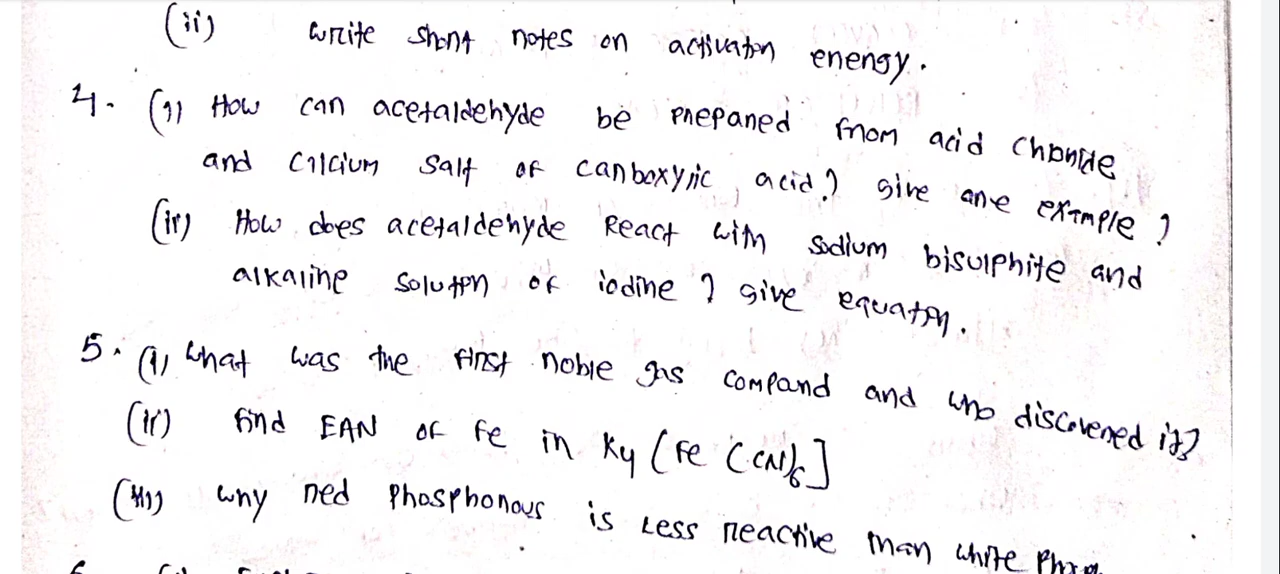 (ii) write short notes on activation energy.
4. (i) How can acetaldehyde be prepared from acid chloride
and calcium salt of carboxylic acid? give one example?
(ii) How does acetaldehyde React with sodium bisulphite and
alkaline solution of iodine? give equation.
5. (i) what was the first noble gas compand and who discovered it?
(ii) find EAN of Fe in K4[Fe(CN)6]
(iii) why red phosphorous is Less reactive than white